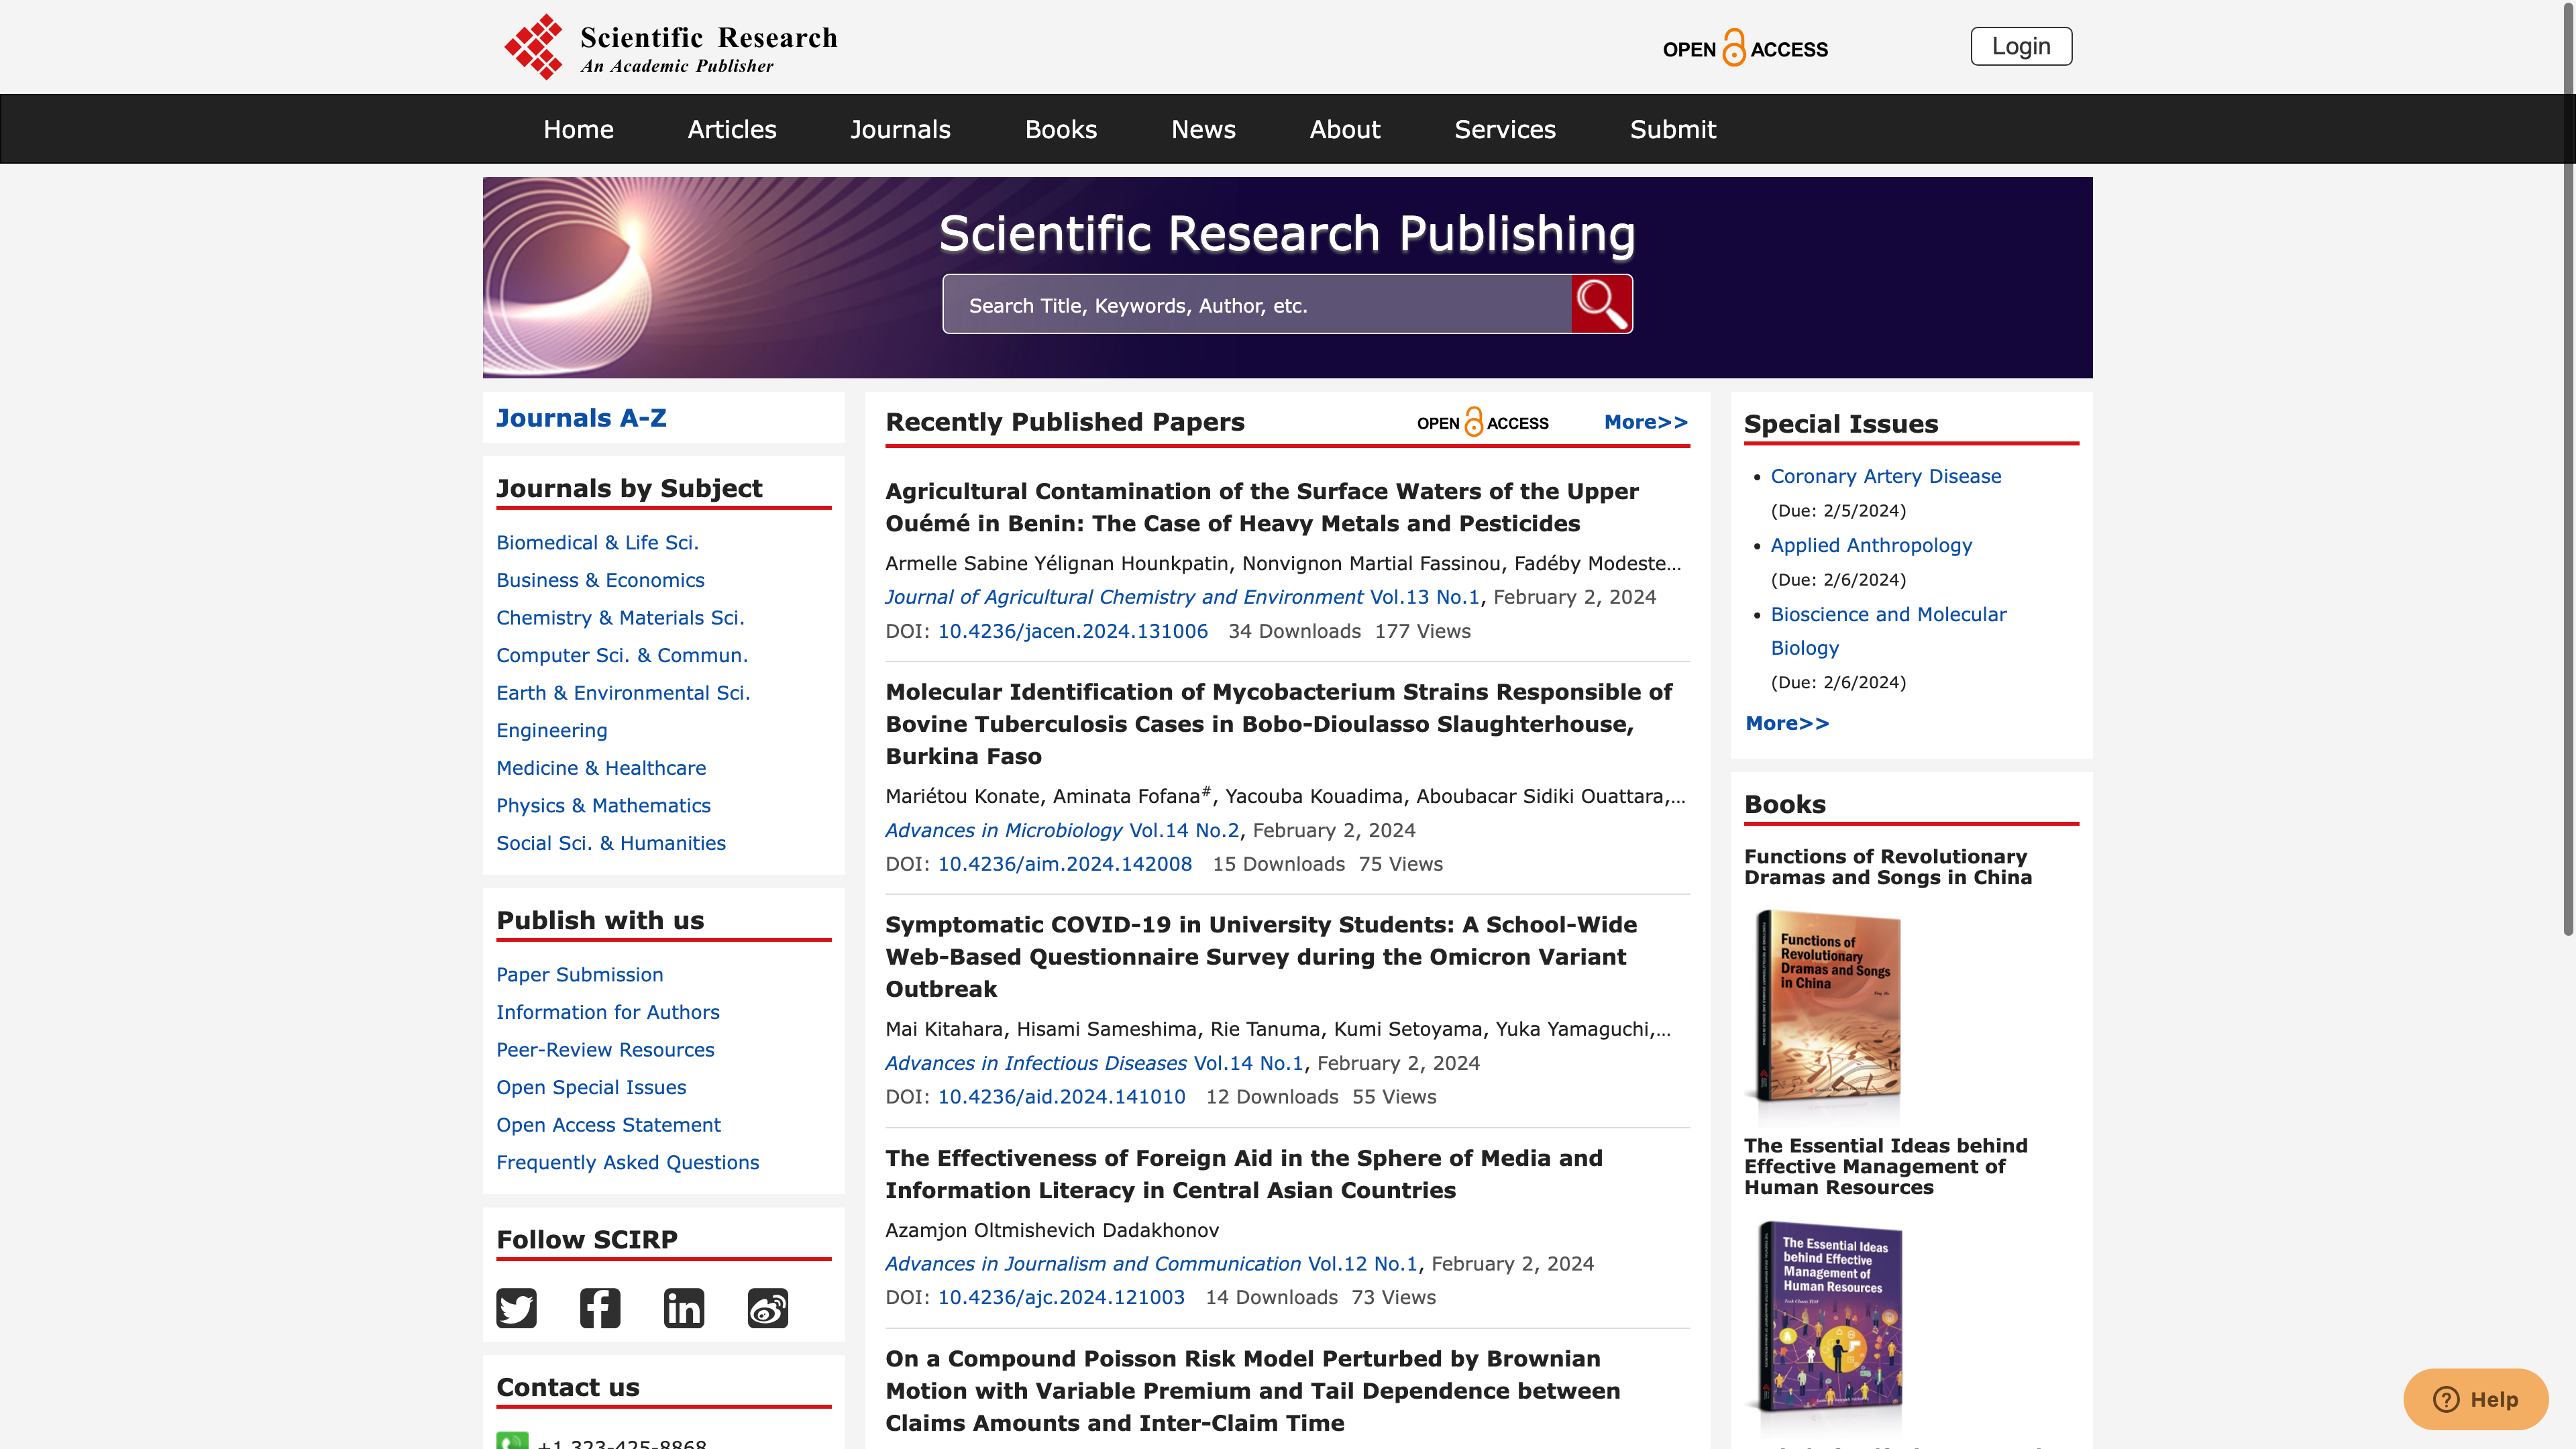 Scientific Research
An Academic Publisher
OPEN ACCESS
Login
Home Articles Journals Books News About Services Submit
Scientific Research Publishing
Search Title, Keywords, Author, etc.
Journals A-Z
Journals by Subject
Biomedical & Life Sci.
Business & Economics
Chemistry & Materials Sci.
Computer Sci. & Commun.
Earth & Environmental Sci.
Engineering
Medicine & Healthcare
Physics & Mathematics
Social Sci. & Humanities
Publish with us
Paper Submission
Information for Authors
Peer-Review Resources
Open Special Issues
Open Access Statement
Frequently Asked Questions
Follow SCIRP
Contact us
+1 323-425-8868
Recently Published Papers OPEN ACCESS More>>
Agricultural Contamination of the Surface Waters of the Upper
Ouémé in Benin: The Case of Heavy Metals and Pesticides
Armelle Sabine Yélignan Hounkpatin, Nonvignon Martial Fassinou, Fadéby Modeste...
Journal of Agricultural Chemistry and Environment Vol.13 No.1, February 2, 2024
DOI: 10.4236/jacen.2024.131006 34 Downloads 177 Views
Molecular Identification of Mycobacterium Strains Responsible of
Bovine Tuberculosis Cases in Bobo-Dioulasso Slaughterhouse,
Burkina Faso
Mariétou Konate, Aminata Fofana#, Yacouba Kouadima, Aboubacar Sidiki Ouattara,...
Advances in Microbiology Vol.14 No.2, February 2, 2024
DOI: 10.4236/aim.2024.142008 15 Downloads 75 Views
Symptomatic COVID-19 in University Students: A School-Wide
Web-Based Questionnaire Survey during the Omicron Variant
Outbreak
Mai Kitahara, Hisami Sameshima, Rie Tanuma, Kumi Setoyama, Yuka Yamaguchi,...
Advances in Infectious Diseases Vol.14 No.1, February 2, 2024
DOI: 10.4236/aid.2024.141010 12 Downloads 55 Views
The Effectiveness of Foreign Aid in the Sphere of Media and
Information Literacy in Central Asian Countries
Azamjon Oltmishevich Dadakhonov
Advances in Journalism and Communication Vol.12 No.1, February 2, 2024
DOI: 10.4236/ajc.2024.121003 14 Downloads 73 Views
On a Compound Poisson Risk Model Perturbed by Brownian
Motion with Variable Premium and Tail Dependence between
Claims Amounts and Inter-Claim Time
Special Issues
• Coronary Artery Disease
(Due: 2/5/2024)
• Applied Anthropology
(Due: 2/6/2024)
• Bioscience and Molecular
Biology
(Due: 2/6/2024)
More>>
Books
Functions of Revolutionary
Dramas and Songs in China
Functions of
Revolutionary
Dramas and Songs
in China
The Essential Ideas behind
Effective Management of
Human Resources
The Essential Ideas
behind Effective
Management of
Human Resources
Help